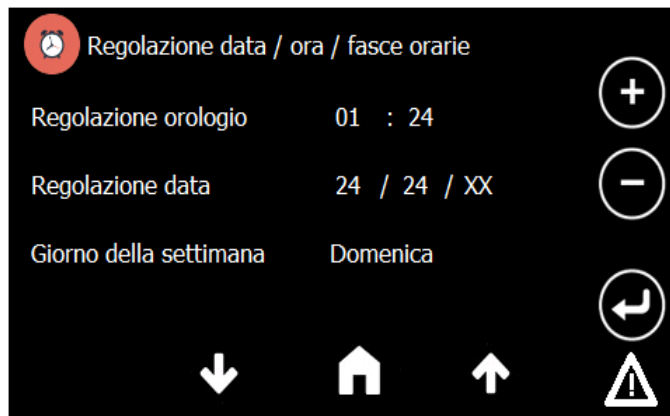 Regolazione data / ora / fasce orarie
Regolazione orologio 01 : 24
Regolazione data 24 / 24 / XX
Giorno della settimana Domenica